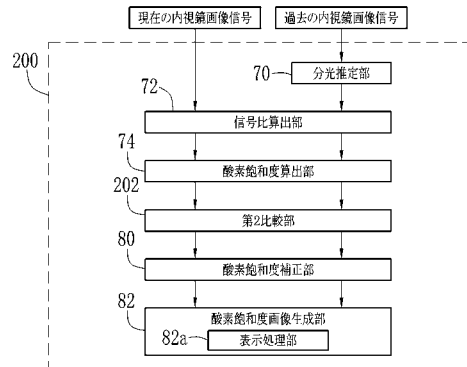 現在の内視鏡画像信号
過去の内視鏡画像信号
200
70
分光推定部
72
信号比算出部
74
酸素飽和度算出部
202
第2比較部
80
酸素飽和度補正部
82
酸素飽和度画像生成部
82a
表示処理部